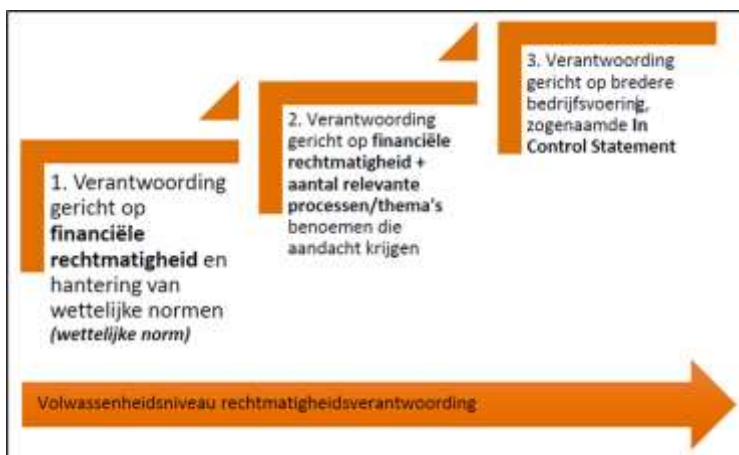 1. Verantwoording
gericht op
financiële
rechtmatigheid en
hantering van
wettelijke normen
(wettelijke norm)
2. Verantwoording
gericht op financiële
rechtmatigheid +
aantal relevante
processen/thema's
benoemen die
aandacht krijgen
3. Verantwoording
gericht op bredere
bedrijfsvoering,
zogenaamde In
Control Statement
Volwassenheidsniveau rechtmatigheidsverantwoording